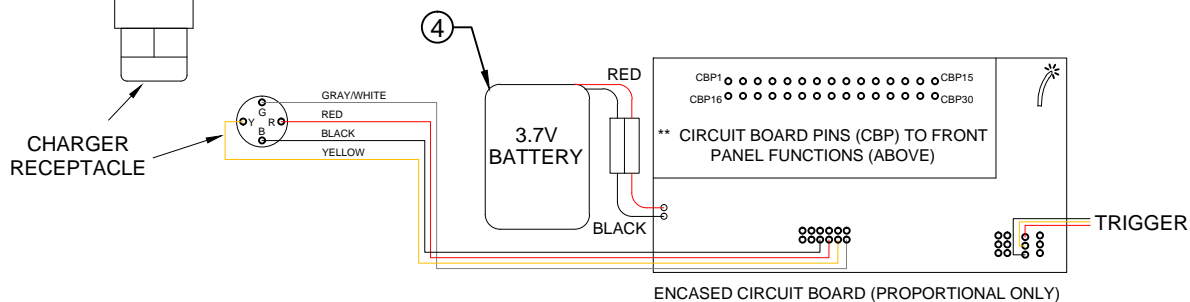 4
RED
CBP1
CBP15
CBP16
CBP30
GRAY/WHITE
G
RED
Y
R
** CIRCUIT BOARD PINS (CBP) TO FRONT
PANEL FUNCTIONS (ABOVE)
B
BLACK
3.7V
BATTERY
CHARGER
RECEPTACLE
YELLOW
BLACK
TRIGGER
ENCASED CIRCUIT BOARD (PROPORTIONAL ONLY)